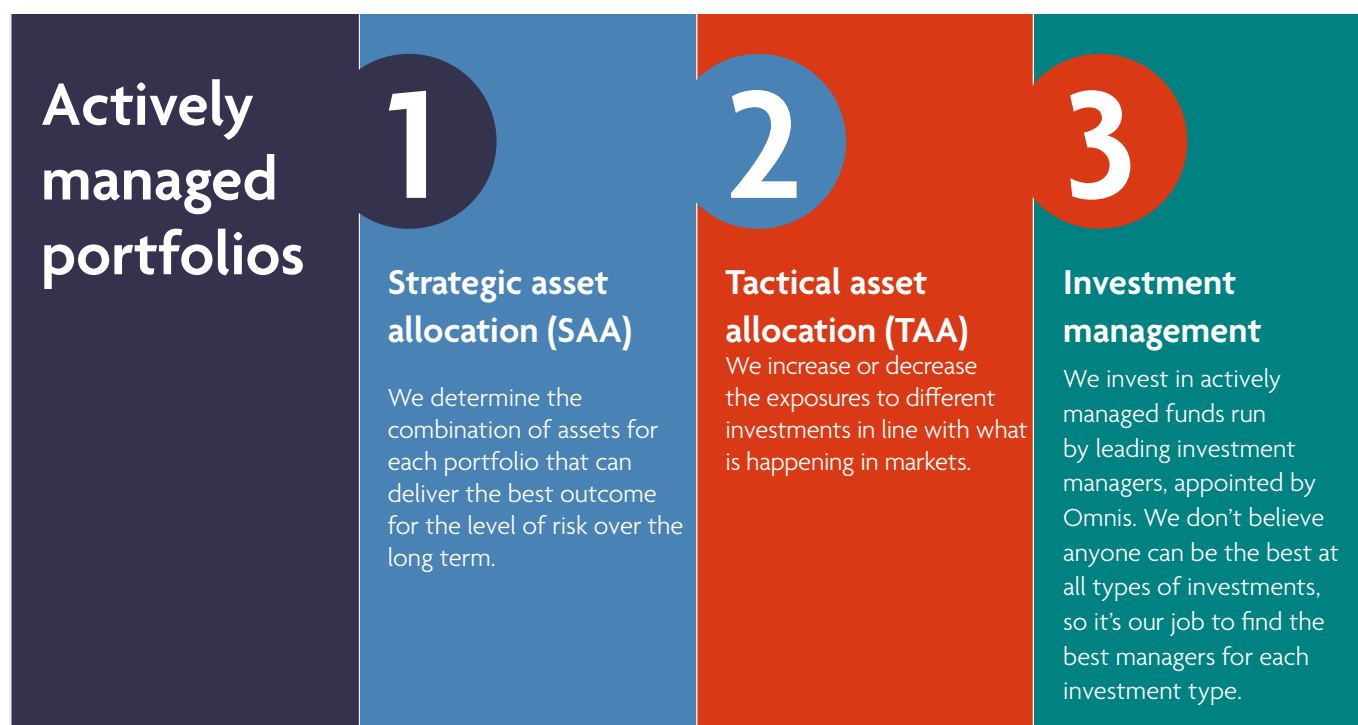 Actively
managed
portfolios
1
Strategic asset
allocation (SAA)
We determine the
combination of assets for
each portfolio that can
deliver the best outcome
for the level of risk over the
long term.
2
Tactical asset
allocation (TAA)
We increase or decrease
the exposures to different
investments in line with what
is happening in markets.
3
Investment
management
We invest in actively
managed funds run
by leading investment
managers, appointed by
Omnis. We don’t believe
anyone can be the best at
all types of investments,
so it’s our job to find the
best managers for each
investment type.